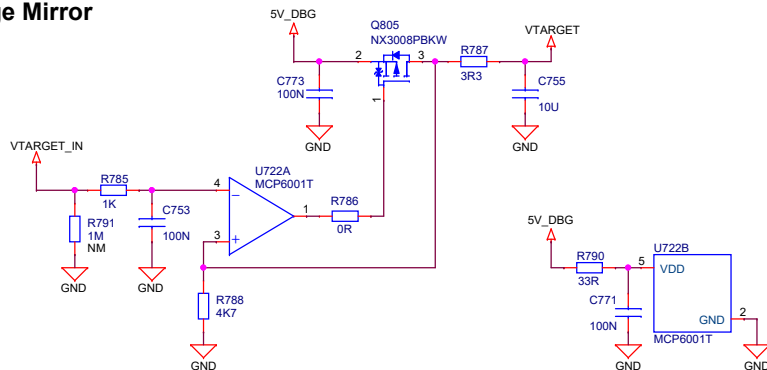 ge Mirror
5V_DBG
Q805
NX3008PBKW
2
3
1
R787
3R3
VTARGET
C773
100N
GND
C755
10U
GND
VTARGET_IN
R785
1K
R791
1M
NM
GND
C753
100N
GND
4
3
U722A
MCP6001T
1
R786
0R
R788
4K7
GND
5V_DBG
R790
33R
C771
100N
GND
5
U722B
VDD
GND
2
MCP6001T
GND